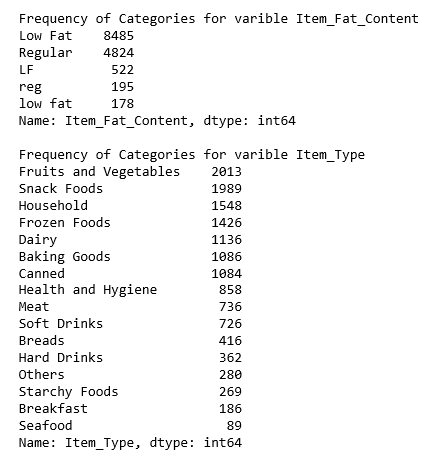 Frequency of Categories for varible Item_Fat_Content
Low Fat    8485
Regular    4824
LF          522
reg         195
low fat     178
Name: Item_Fat_Content, dtype: int64

Frequency of Categories for varible Item_Type
Fruits and Vegetables    2013
Snack Foods              1989
Household                1548
Frozen Foods             1426
Dairy                    1136
Baking Goods             1086
Canned                   1084
Health and Hygiene        858
Meat                      736
Soft Drinks               726
Breads                    416
Hard Drinks               362
Others                    280
Starchy Foods             269
Breakfast                 186
Seafood                    89
Name: Item_Type, dtype: int64